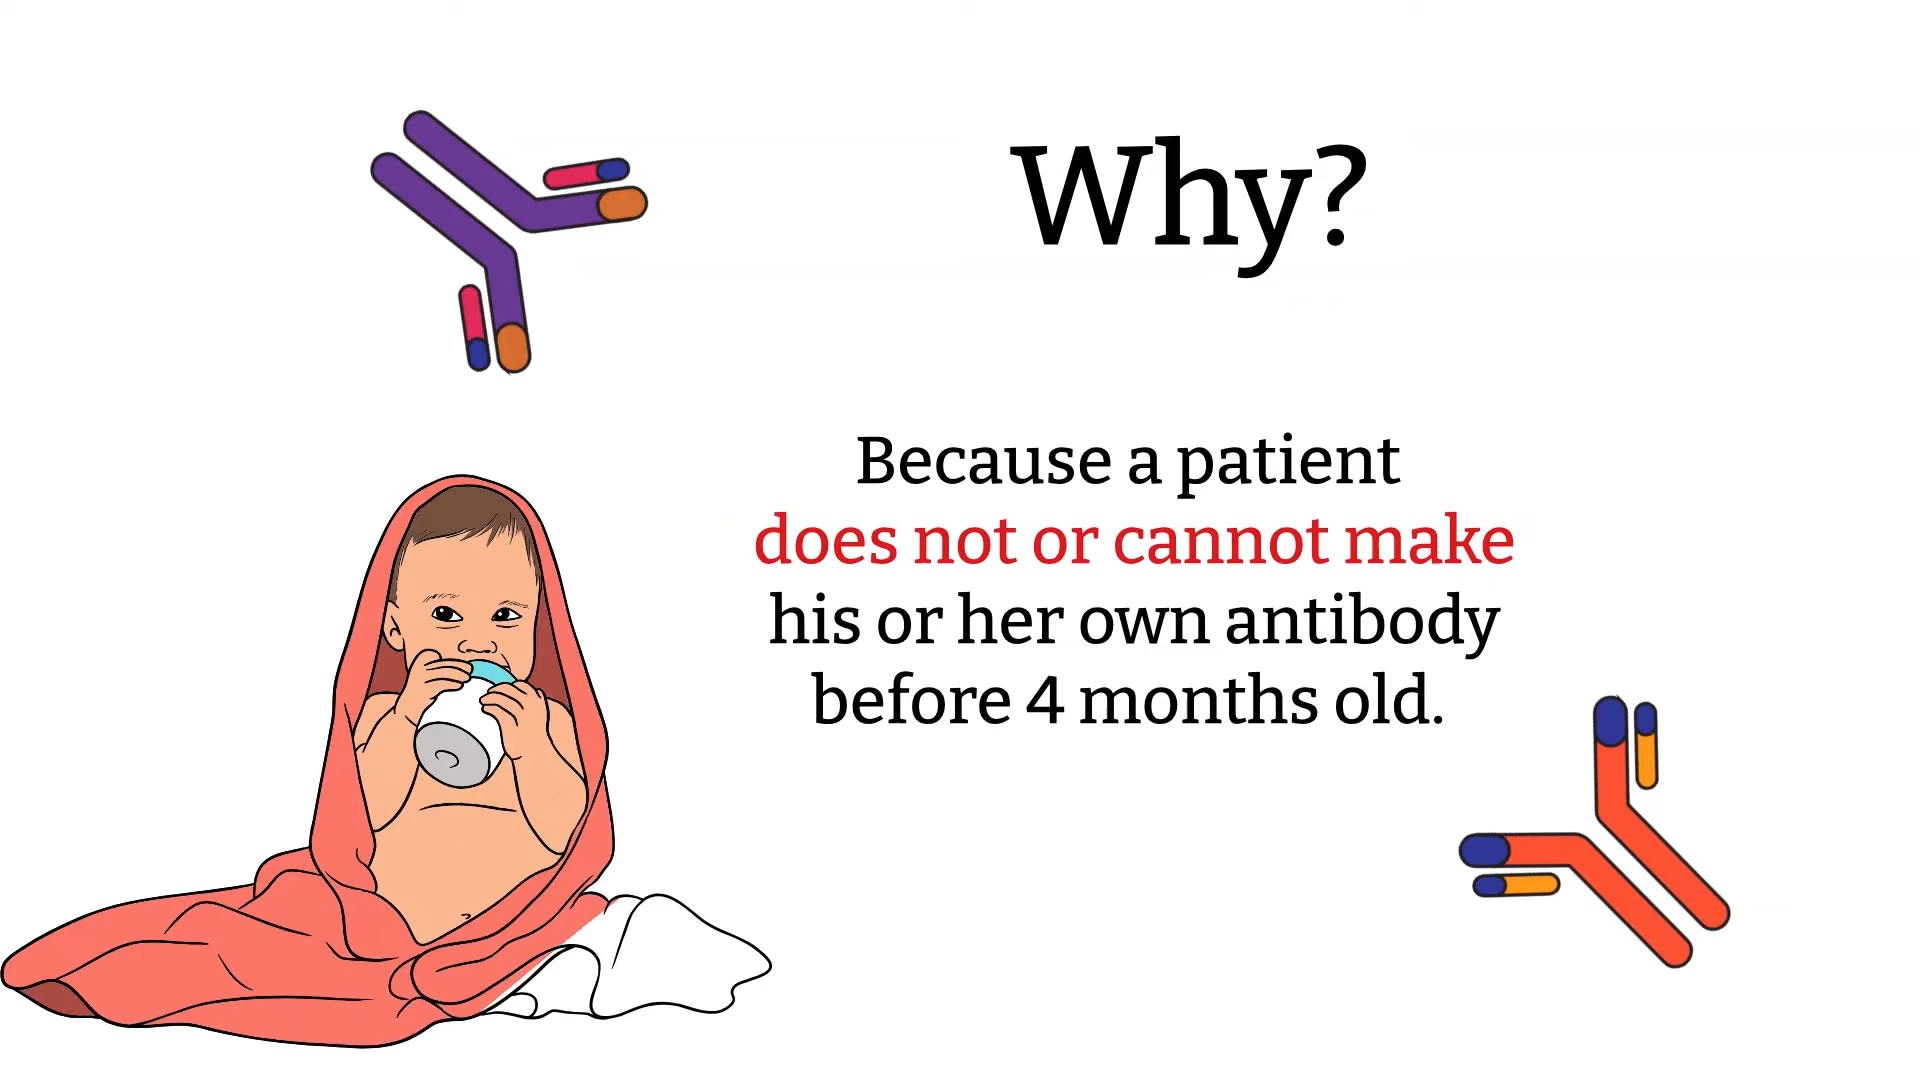 Why?
Because a patient
does not or cannot make
his or her own antibody
before 4 months old.